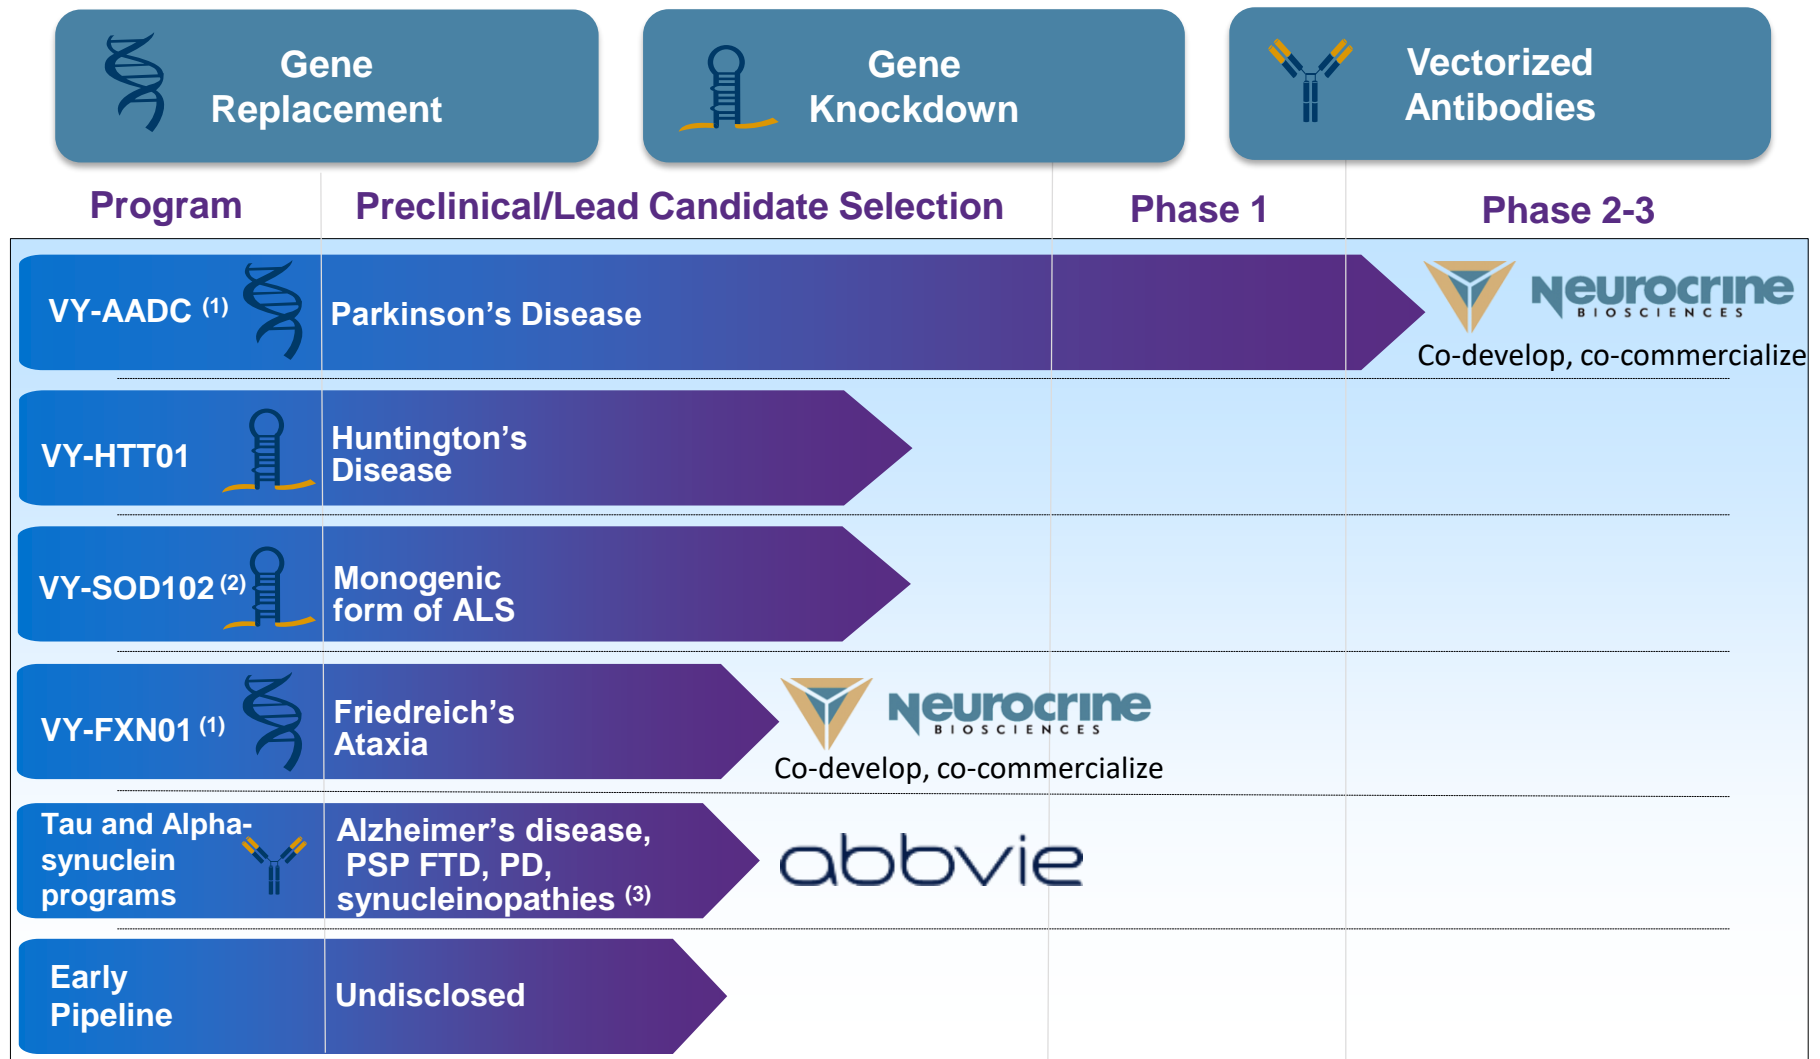 Gene
Replacement
Gene
Knockdown
Vectorized
Antibodies
Program
Preclinical/Lead Candidate Selection
Phase 1
Phase 2-3
VY-AADC (1)
Parkinson’s Disease
Neurocrine
BIOSCIENCES
Co-develop, co-commercialize
VY-HTT01
Huntington’s
Disease
VY-SOD102 (2)
Monogenic
form of ALS
VY-FXN01 (1)
Friedreich’s
Ataxia
Neurocrine
BIOSCIENCES
Co-develop, co-commercialize
Tau and Alpha-
synuclein
programs
Alzheimer’s disease,
PSP FTD, PD,
synucleinopathies (3)
abbvie
Early
Pipeline
Undisclosed